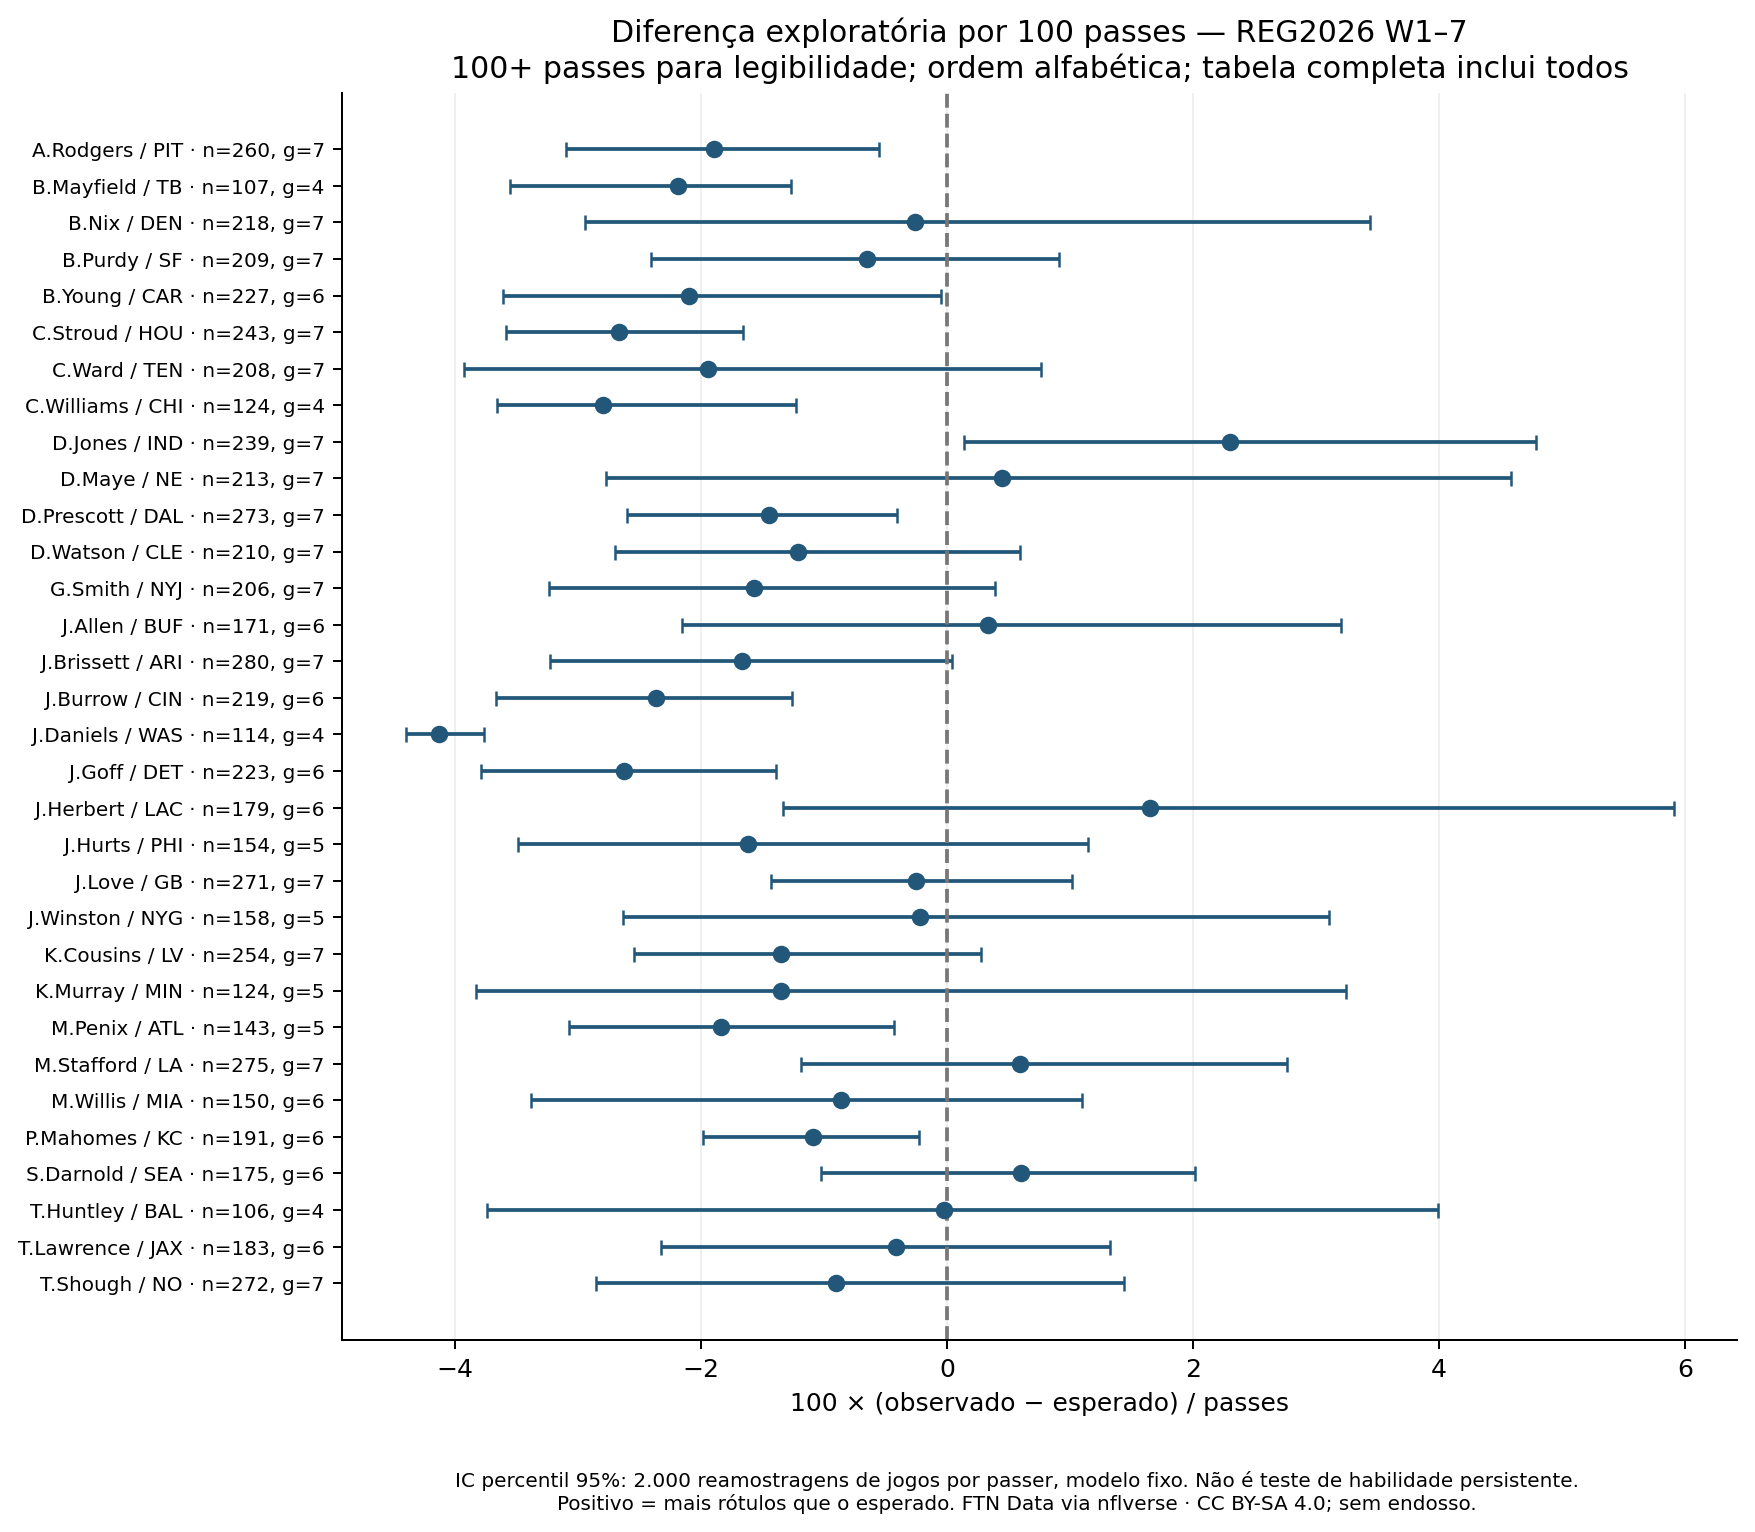 Diferença exploratória por 100 passes — REG2026 W1–7
100+ passes para legibilidade; ordem alfabética; tabela completa inclui todos
A.Rodgers / PIT · n=260, g=7
B.Mayfield / TB · n=107, g=4
B.Nix / DEN · n=218, g=7
B.Purdy / SF · n=209, g=7
B.Young / CAR · n=227, g=6
C.Stroud / HOU · n=243, g=7
C.Ward / TEN · n=208, g=7
C.Williams / CHI · n=124, g=4
D.Jones / IND · n=239, g=7
D.Maye / NE · n=213, g=7
D.Prescott / DAL · n=273, g=7
D.Watson / CLE · n=210, g=7
G.Smith / NYJ · n=206, g=7
J.Allen / BUF · n=171, g=6
J.Brissett / ARI · n=280, g=7
J.Burrow / CIN · n=219, g=6
J.Daniels / WAS · n=114, g=4
J.Goff / DET · n=223, g=6
J.Herbert / LAC · n=179, g=6
J.Hurts / PHI · n=154, g=5
J.Love / GB · n=271, g=7
J.Winston / NYG · n=158, g=5
K.Cousins / LV · n=254, g=7
K.Murray / MIN · n=124, g=5
M.Penix / ATL · n=143, g=5
M.Stafford / LA · n=275, g=7
M.Willis / MIA · n=150, g=6
P.Mahomes / KC · n=191, g=6
S.Darnold / SEA · n=175, g=6
T.Huntley / BAL · n=106, g=4
T.Lawrence / JAX · n=183, g=6
T.Shough / NO · n=272, g=7
−4 −2 0 2 4 6
100 × (observado − esperado) / passes
IC percentil 95%: 2.000 reamostragens de jogos por passer, modelo fixo. Não é teste de habilidade persistente.
Positivo = mais rótulos que o esperado. FTN Data via nflverse · CC BY-SA 4.0; sem endosso.